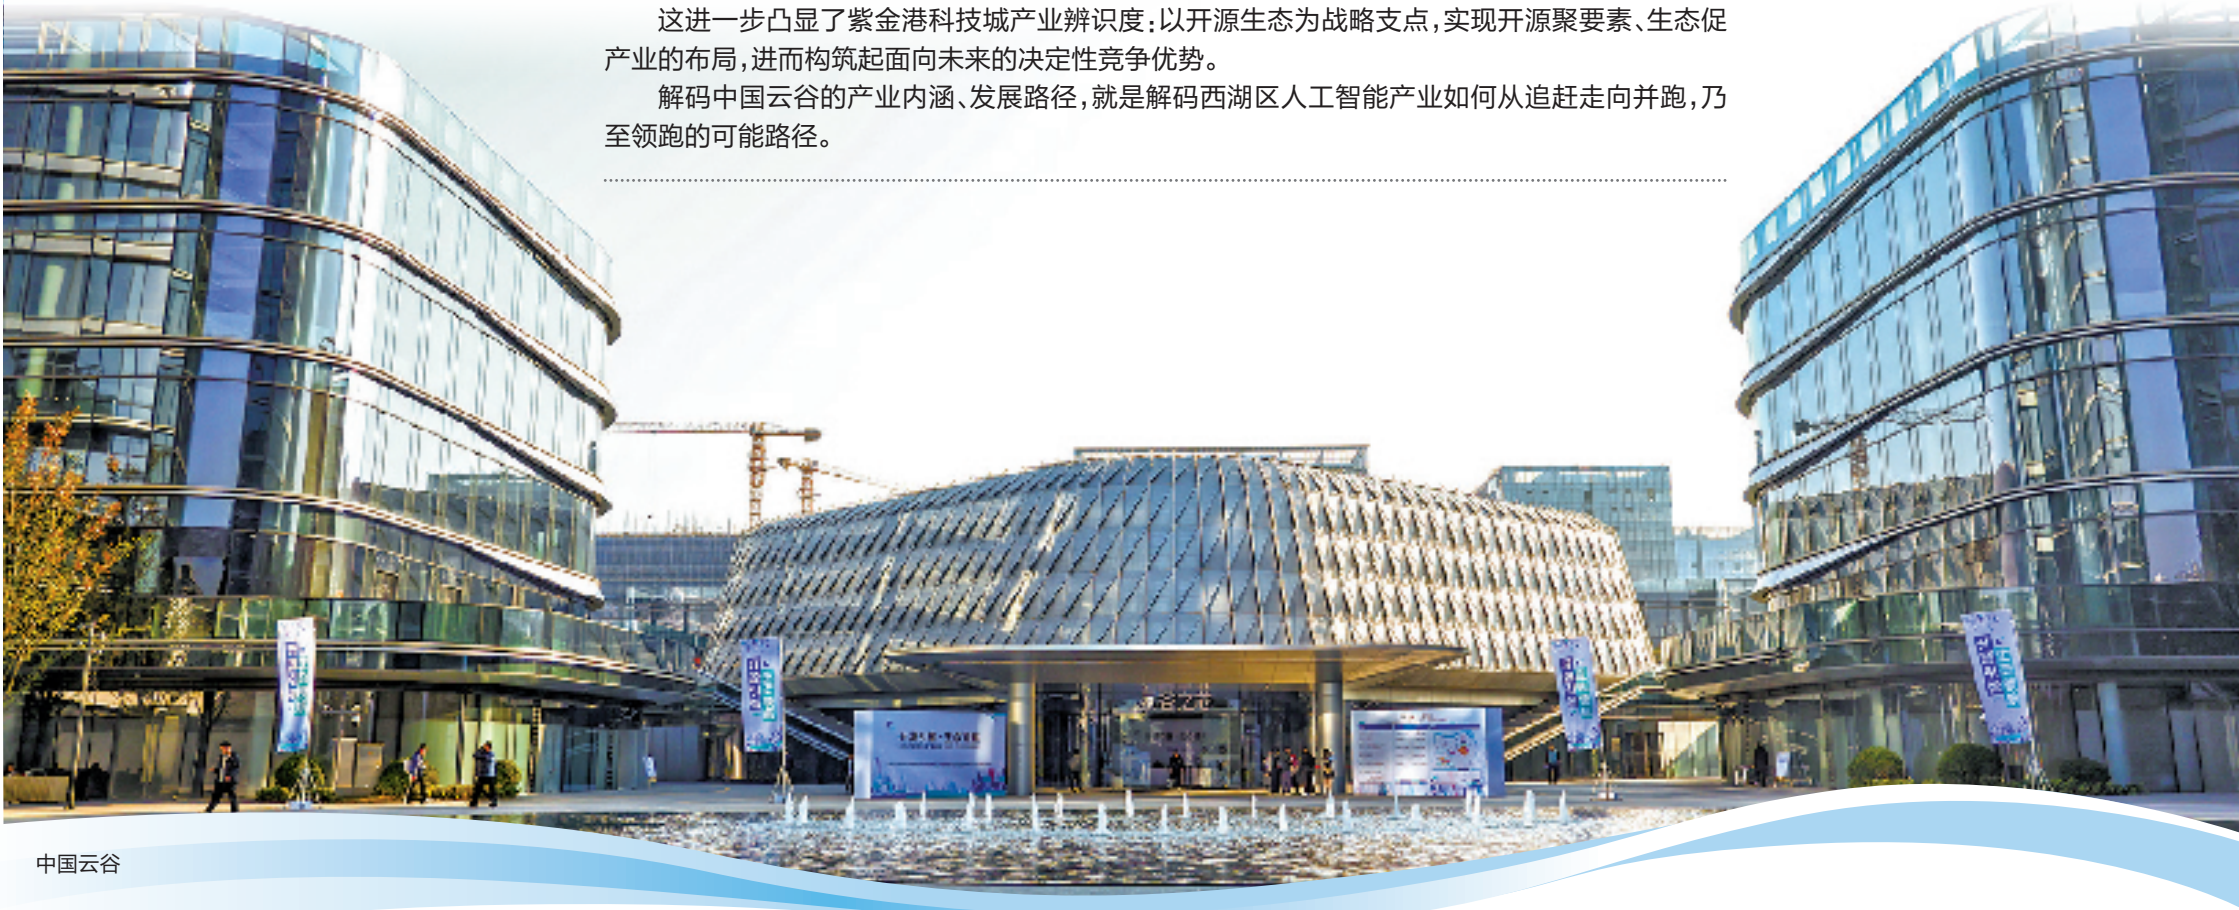 这进一步凸显了紫金港科技城产业辨识度：以开源生态为战略支点，实现开源聚要素、生态促
产业的布局，进而构筑起面向未来的决定性竞争优势。
解码中国云谷的产业内涵、发展路径，就是解码西湖区人工智能产业如何从追赶走向并跑，乃
至领跑的可能路径。
中国云谷